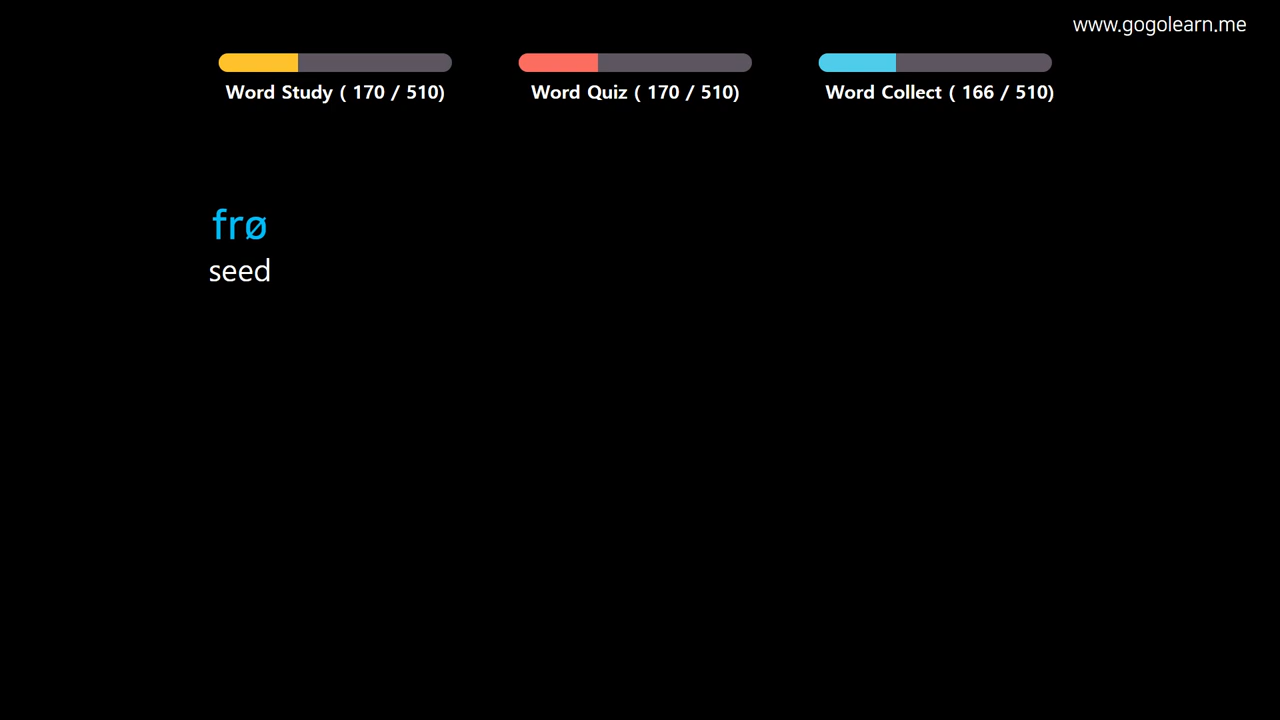 www.gogolearn.me
Word Study ( 170 / 510)
Word Quiz ( 170 / 510)
Word Collect ( 166 / 510)
frø
seed